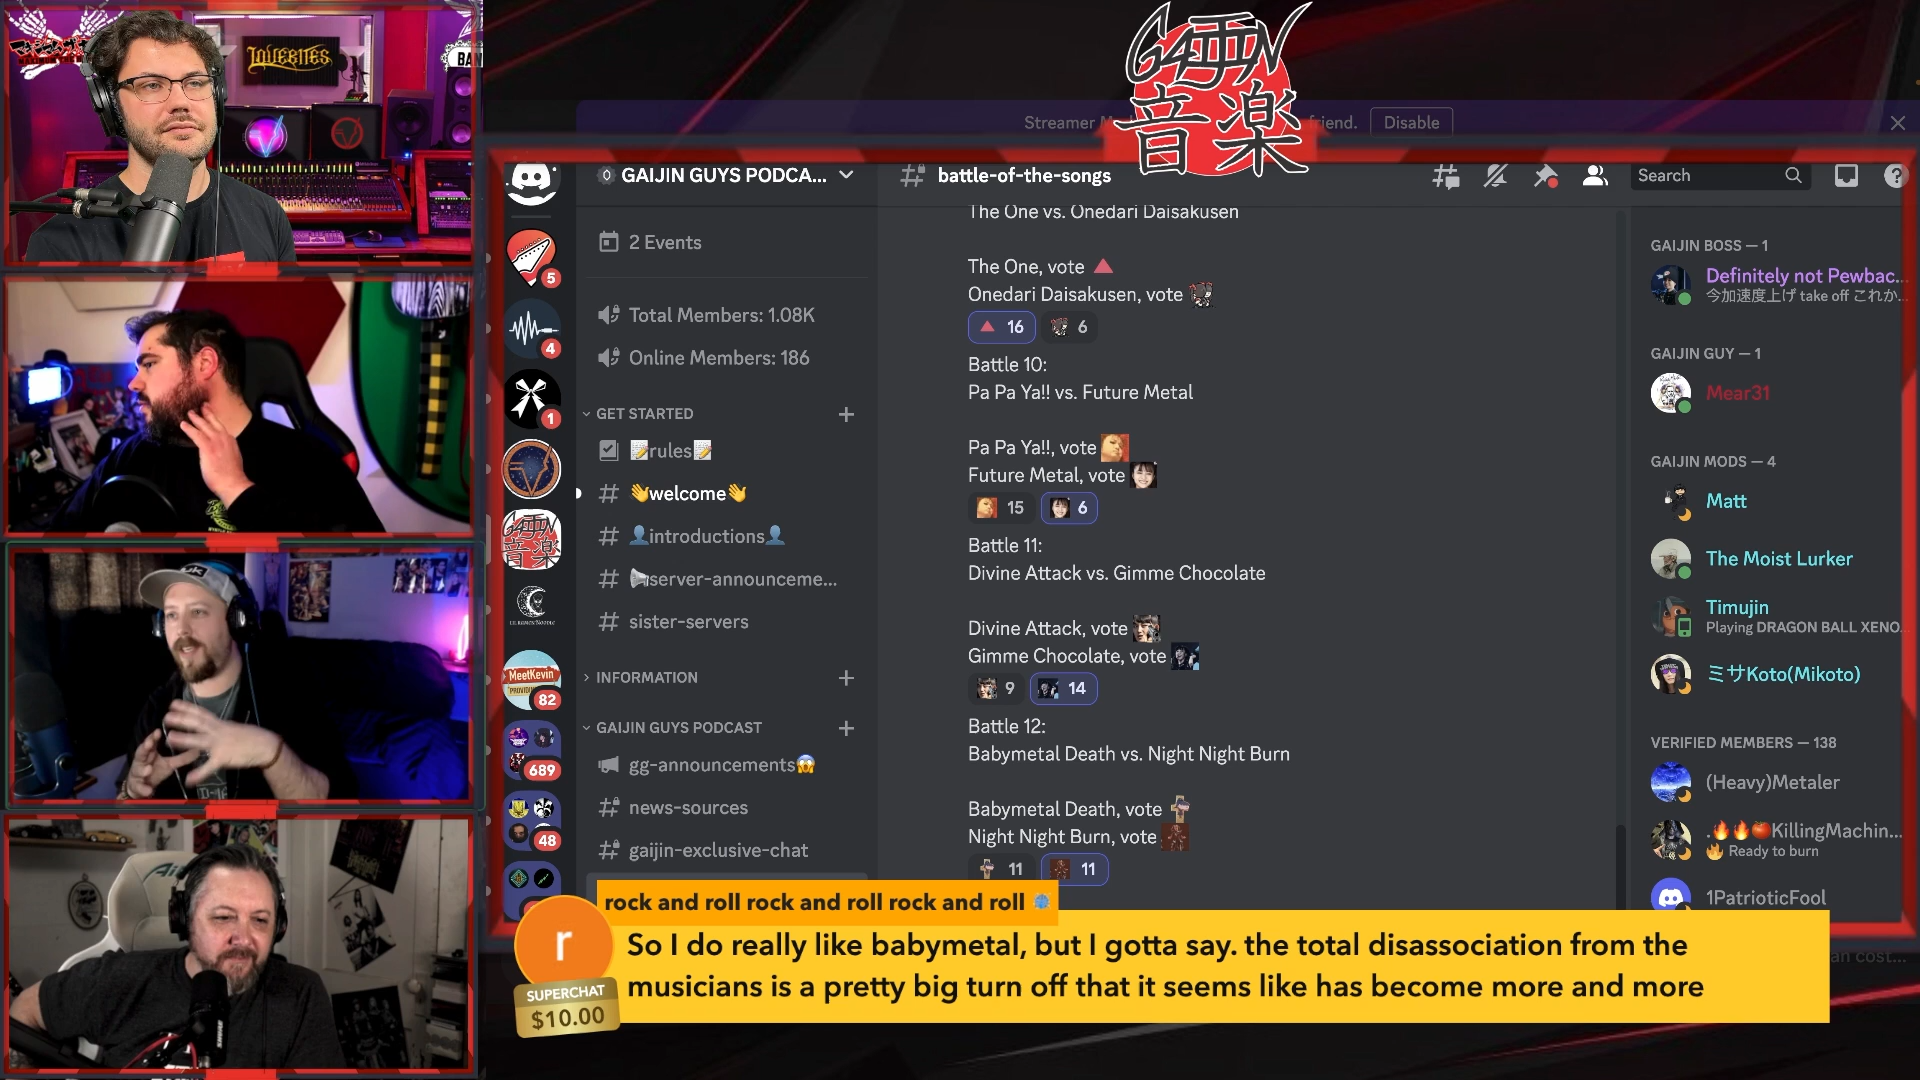 LOVEBITES
BAN
GAIJIN
音楽
Streamer M
friend.
Disable
GAIJIN GUYS PODCA...
battle-of-the-songs
Search
2 Events
Total Members: 1.08K
Online Members: 186
GET STARTED
📝rules📝
👋welcome👋
👤introductions👤
server-announceme...
sister-servers
INFORMATION
GAIJIN GUYS PODCAST
gg-announcements😱
news-sources
gaijin-exclusive-chat
5
4
1
GAIJIN
音楽
MeetKevin
82
689
48
The One vs. Onedari Daisakusen
The One, vote
Onedari Daisakusen, vote
16 6
Battle 10:
Pa Pa Ya!! vs. Future Metal
Pa Pa Ya!!, vote
Future Metal, vote
15 6
Battle 11:
Divine Attack vs. Gimme Chocolate
Divine Attack, vote
Gimme Chocolate, vote
9 14
Battle 12:
Babymetal Death vs. Night Night Burn
Babymetal Death, vote
Night Night Burn, vote
11 11
GAIJIN BOSS — 1
Definitely not Pewbac...
今加速度上げ take off これか...
GAIJIN GUY — 1
Mear31
GAIJIN MODS — 4
Matt
The Moist Lurker
Timujin
Playing DRAGON BALL XENO...
ミサKoto(Mikoto)
VERIFIED MEMBERS — 138
(Heavy)Metaler
.🔥🔥🍅KillingMachin...
🔥 Ready to burn
1PatrioticFool
an cost...
rock and roll rock and roll rock and roll
r
So I do really like babymetal, but I gotta say. the total disassociation from the
musicians is a pretty big turn off that it seems like has become more and more
SUPERCHAT
$10.00